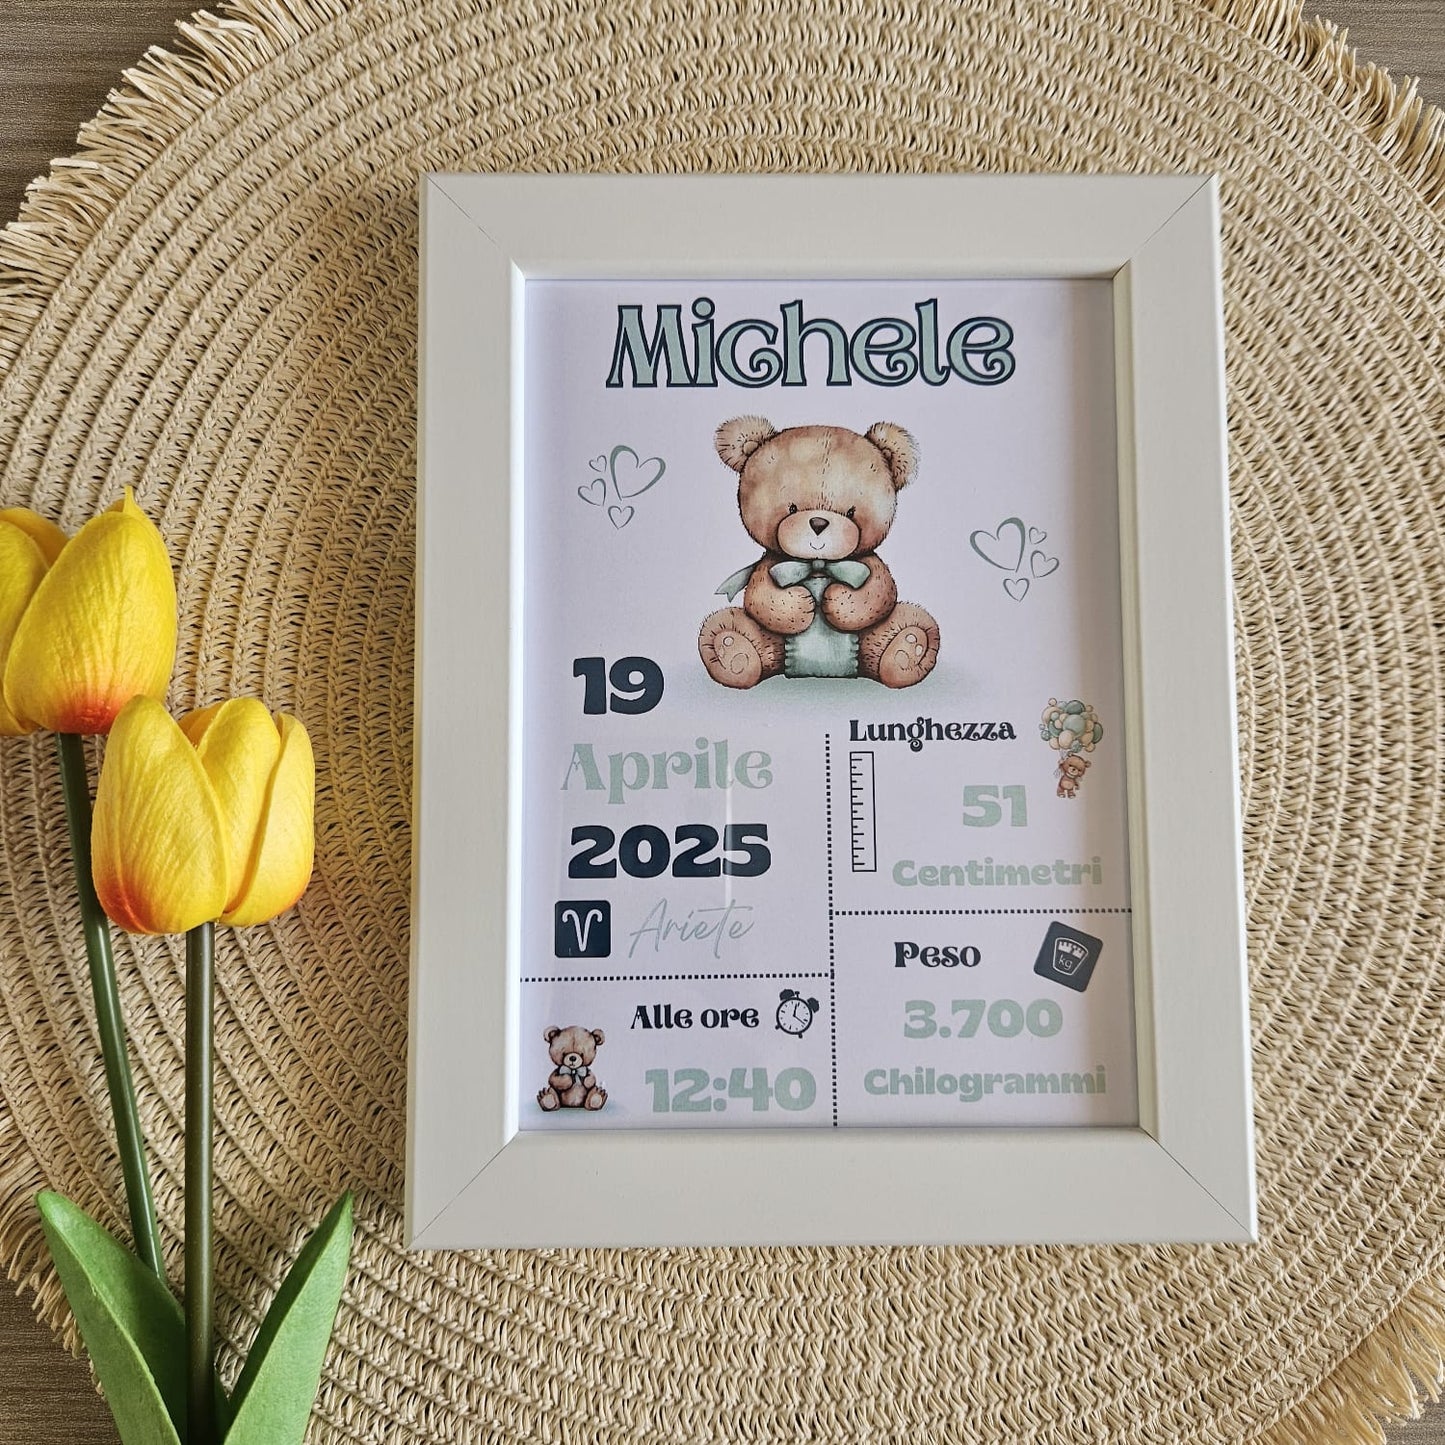 Michele
19
Aprile
2025
Ariete
Lunghezza
51
Centimetri
Peso
kg
3.700
Chilogrammi
Alle ore
12:40